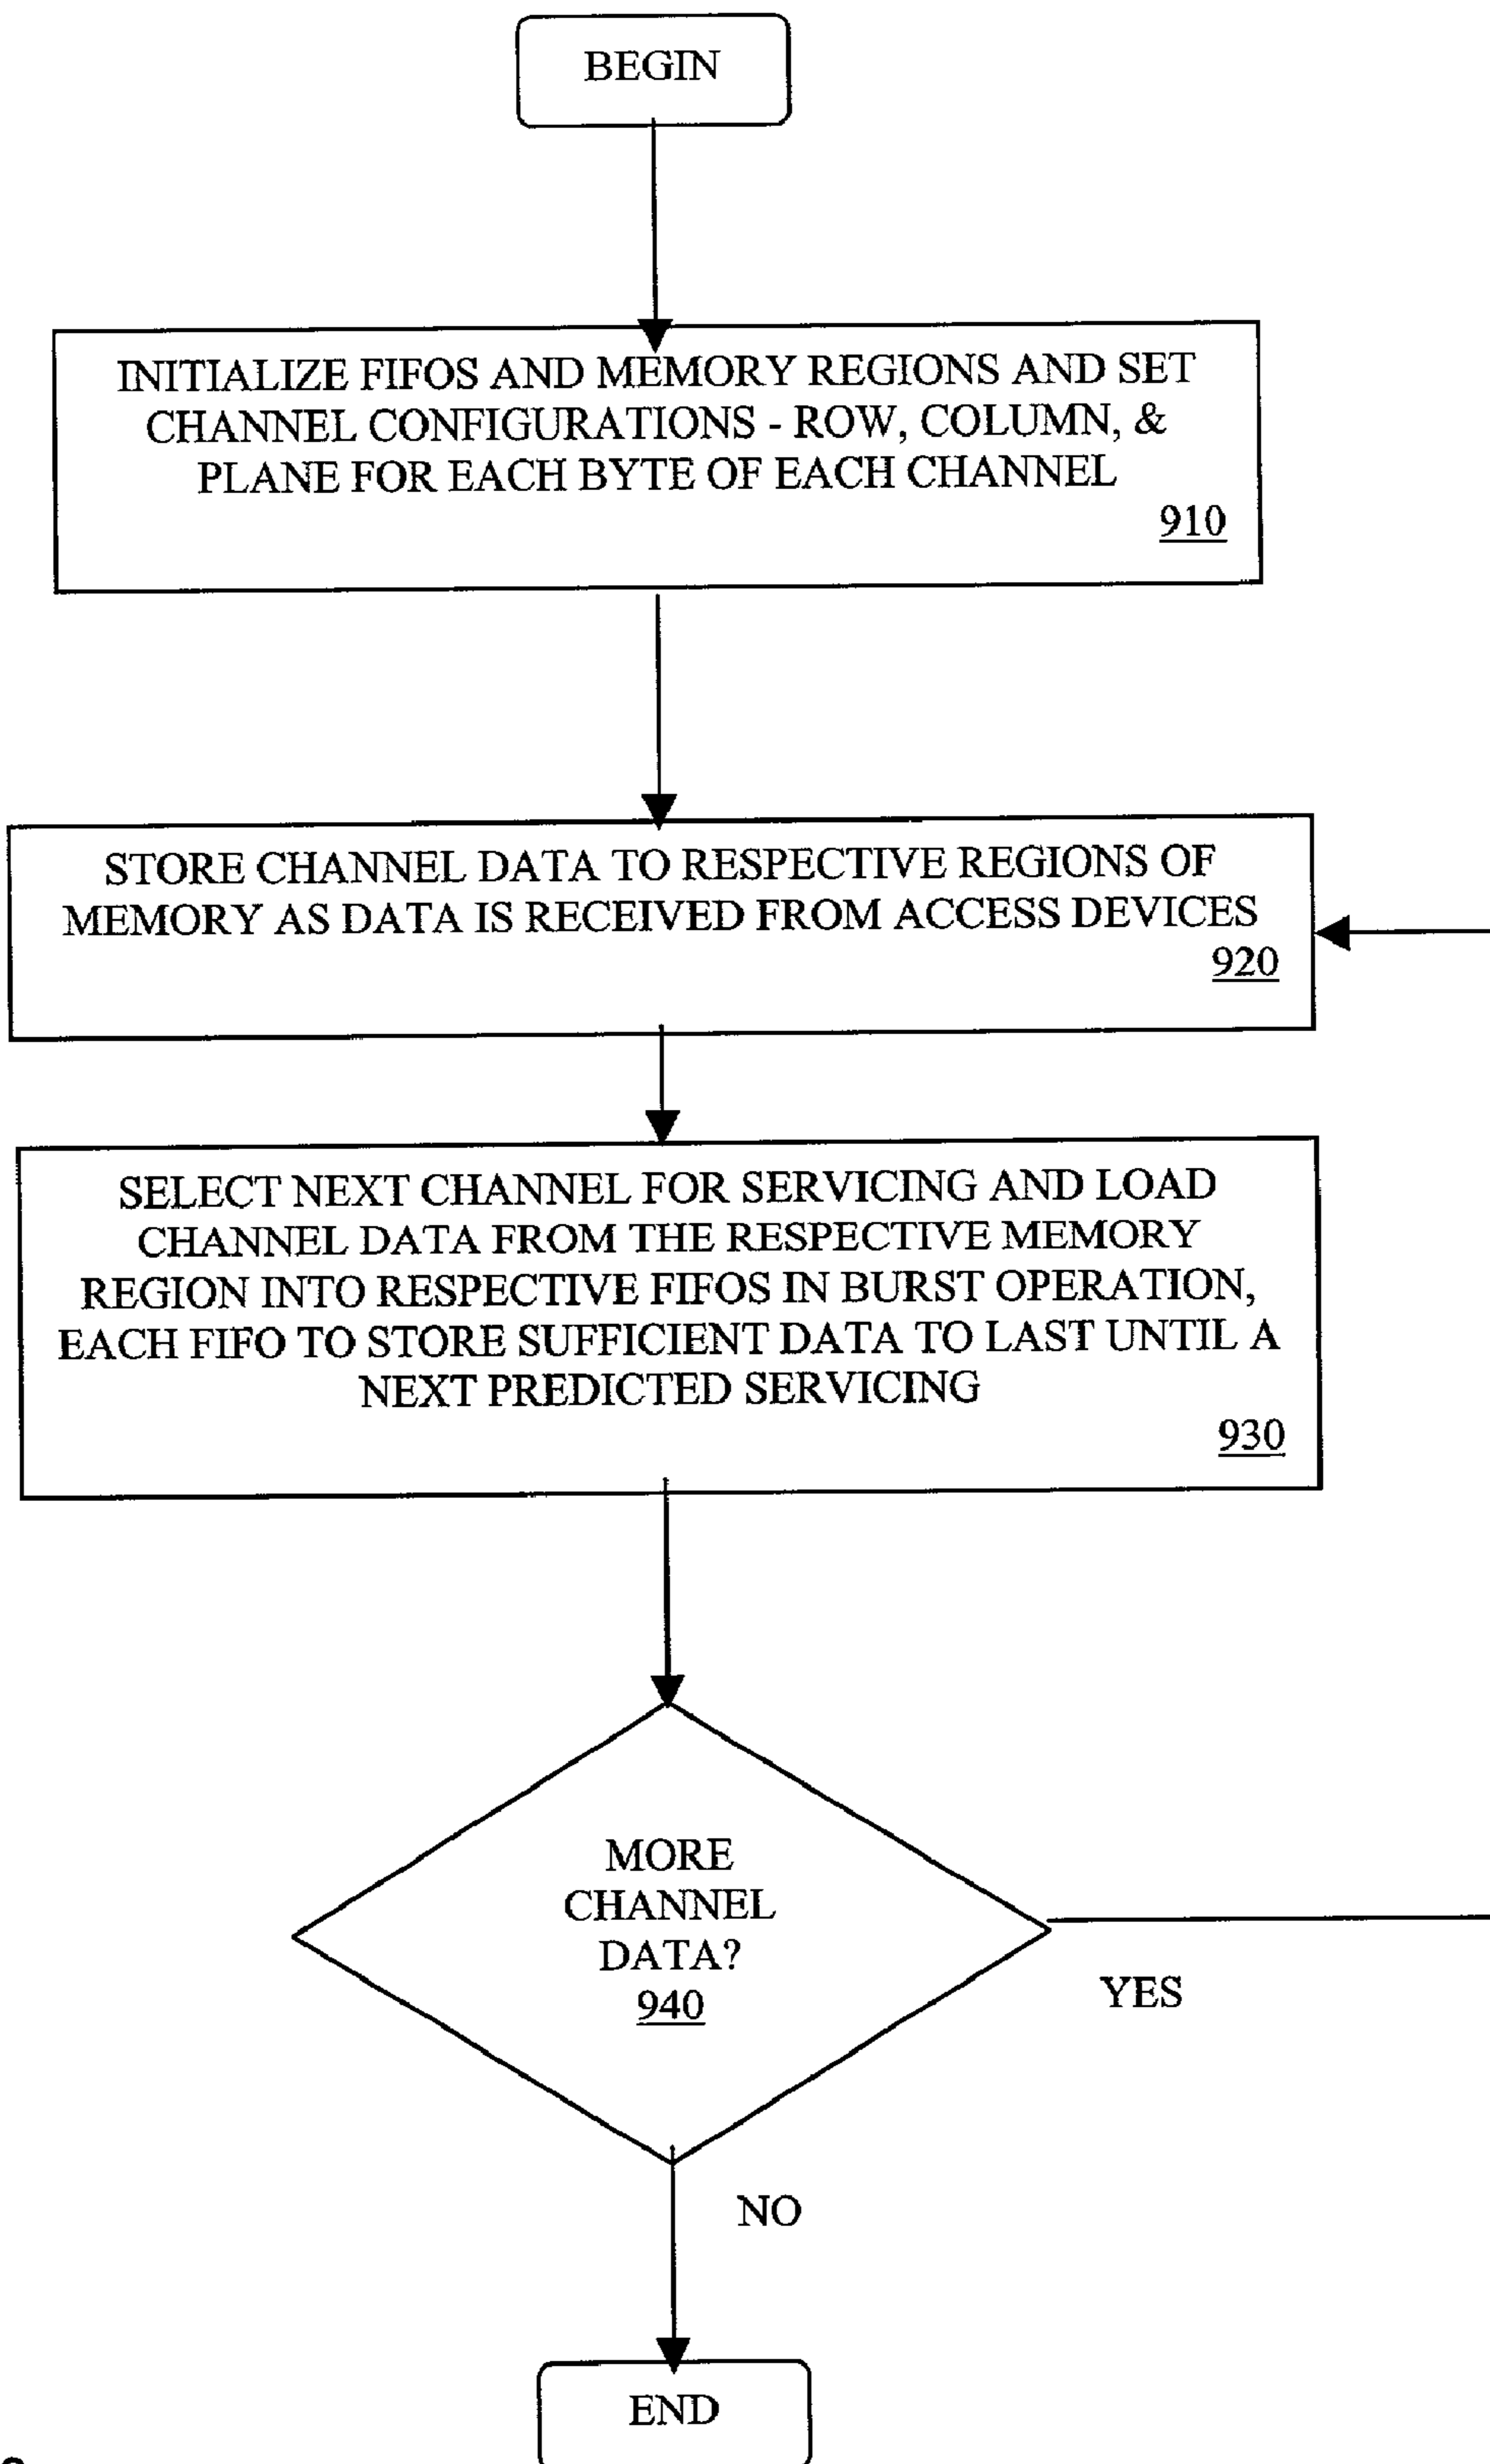 BEGIN
INITIALIZE FIFOS AND MEMORY REGIONS AND SET
CHANNEL CONFIGURATIONS - ROW, COLUMN, &
PLANE FOR EACH BYTE OF EACH CHANNEL
910
STORE CHANNEL DATA TO RESPECTIVE REGIONS OF
MEMORY AS DATA IS RECEIVED FROM ACCESS DEVICES
920
SELECT NEXT CHANNEL FOR SERVICING AND LOAD
CHANNEL DATA FROM THE RESPECTIVE MEMORY
REGION INTO RESPECTIVE FIFOS IN BURST OPERATION,
EACH FIFO TO STORE SUFFICIENT DATA TO LAST UNTIL A
NEXT PREDICTED SERVICING
930
MORE
CHANNEL
DATA?
940
YES
NO
END